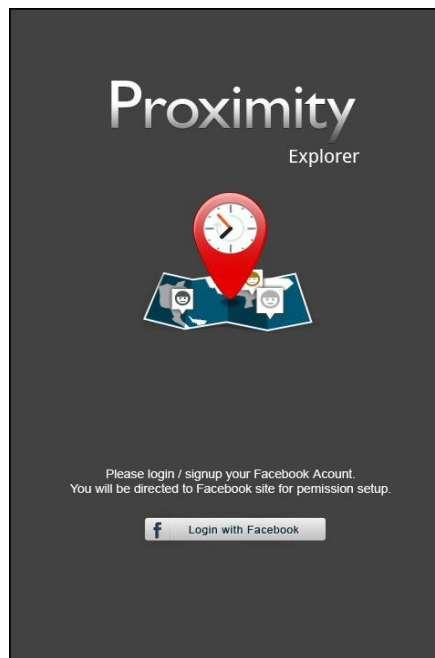 Proximity
Explorer
Please login / signup your Facebook Acount.
You will be directed to Facebook site for pemission setup.
f Login with Facebook